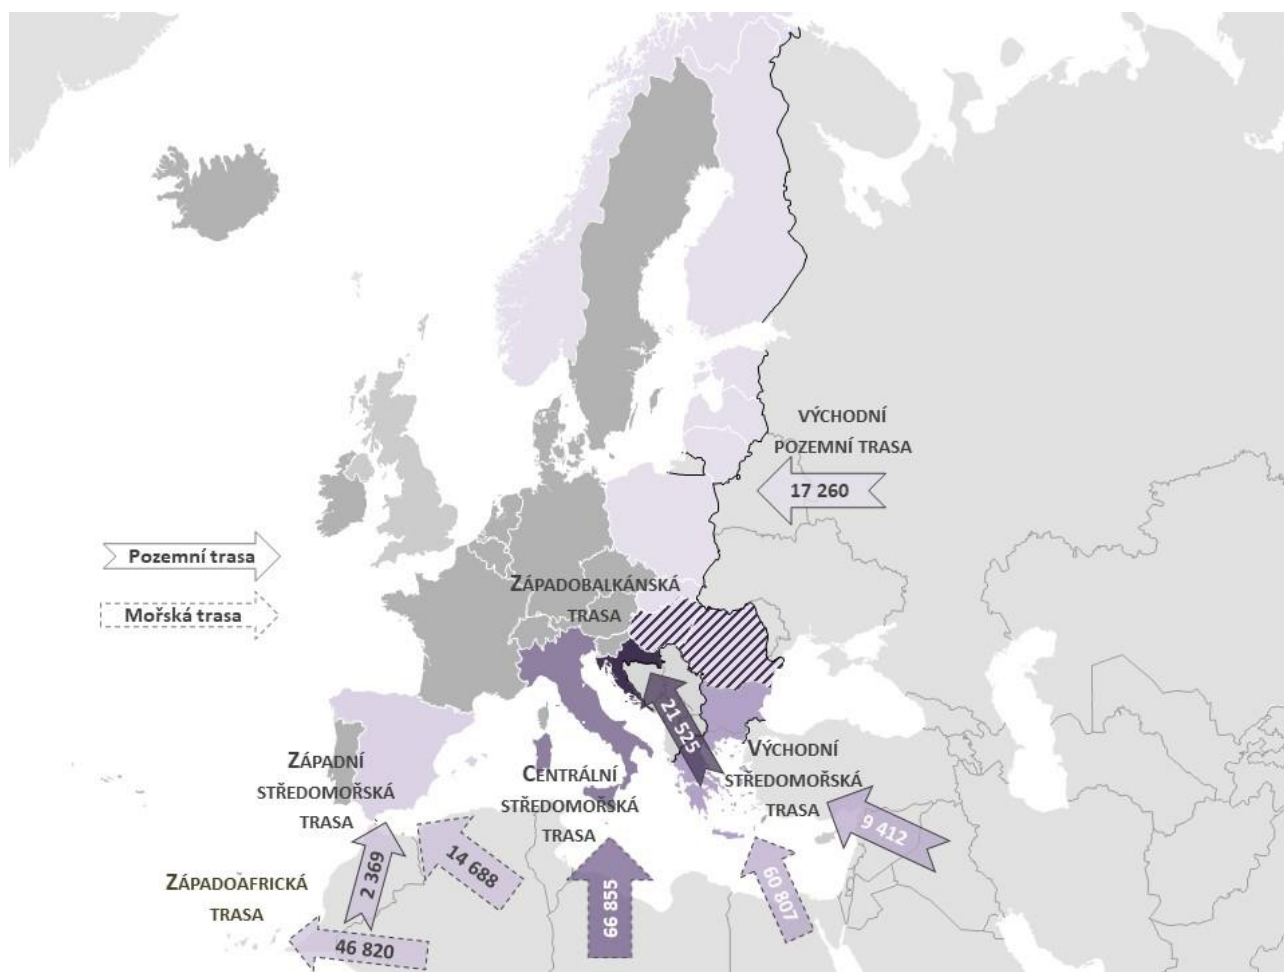 VÝCHODNÍ
POZEMNÍ TRASA
17 260
Pozemní trasa
Mořská trasa
ZÁPADOBALKÁNSKÁ
TRASA
21 525
ZÁPADNÍ
STŘEDOMOŘSKÁ
TRASA
CENTRÁLNÍ
STŘEDOMOŘSKÁ
TRASA
VÝCHODNÍ
STŘEDOMOŘSKÁ
TRASA
9 412
2 369
14 688
66 855
60 807
ZÁPADOAFRICKÁ
TRASA
46 820